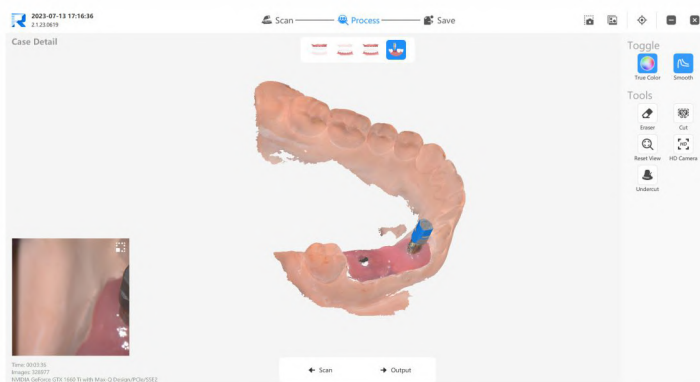 2023-07-13 17:16:36
2.1.23.0619
Scan Process Save
Case Detail
Toggle
True Color Smooth
Tools
Eraser Cut
Reset View HD Camera
HD
Undercut
Time: 00:03:56
Images: 326977
NVIDIA GeForce GTX 1660 Ti with Max-Q Design/PCIe/SSE2
Scan Output